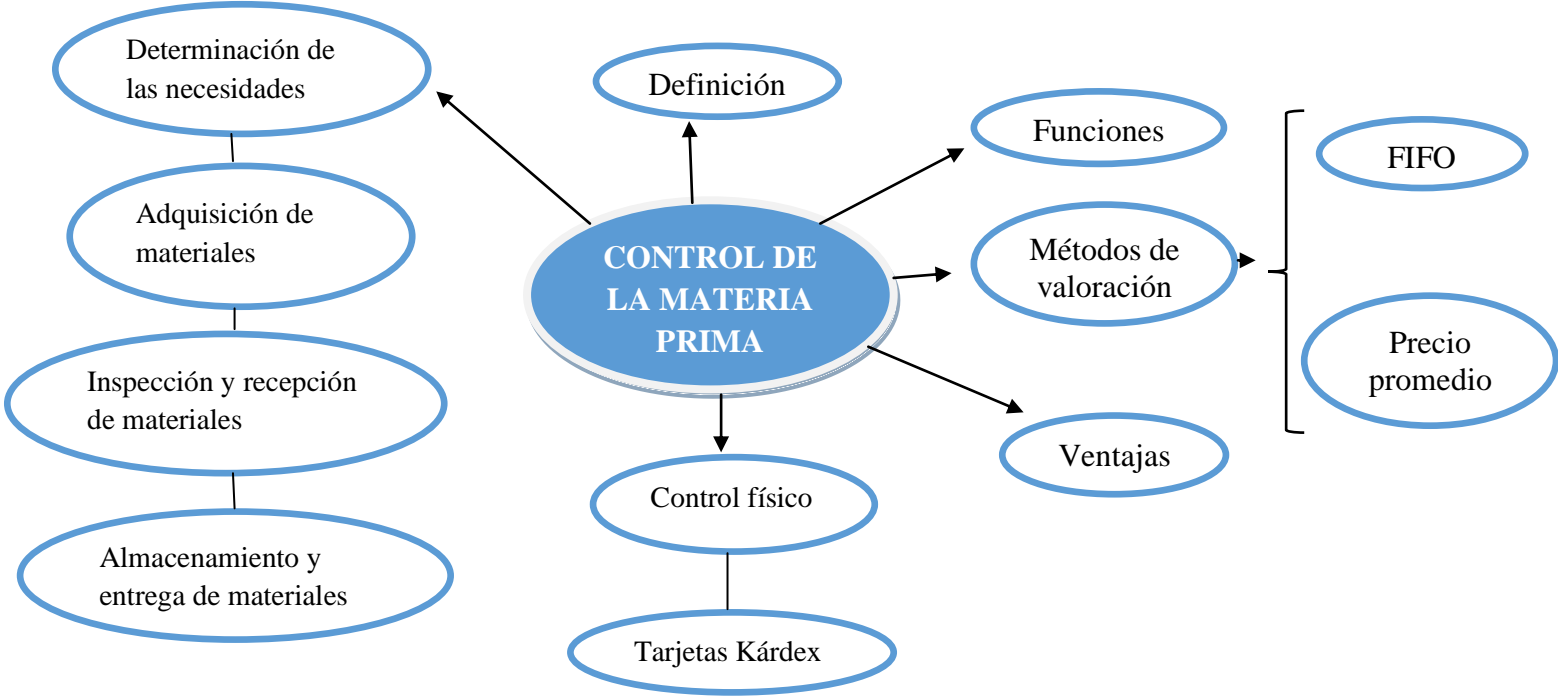 Determinación de
las necesidades
Adquisición de
materiales
Inspección y recepción
de materiales
Almacenamiento y
entrega de materiales
Definición
CONTROL DE
LA MATERIA
PRIMA
Control físico
Tarjetas Kárdex
Funciones
Métodos de
valoración
Ventajas
FIFO
Precio
promedio